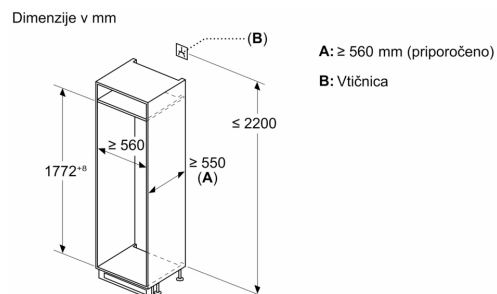 Dimenzije v mm
(B)
A: ≥ 560 mm (priporočeno)
B: Vtičnica
≤ 2200
≥ 560
1772⁺⁸
≥ 550
(A)